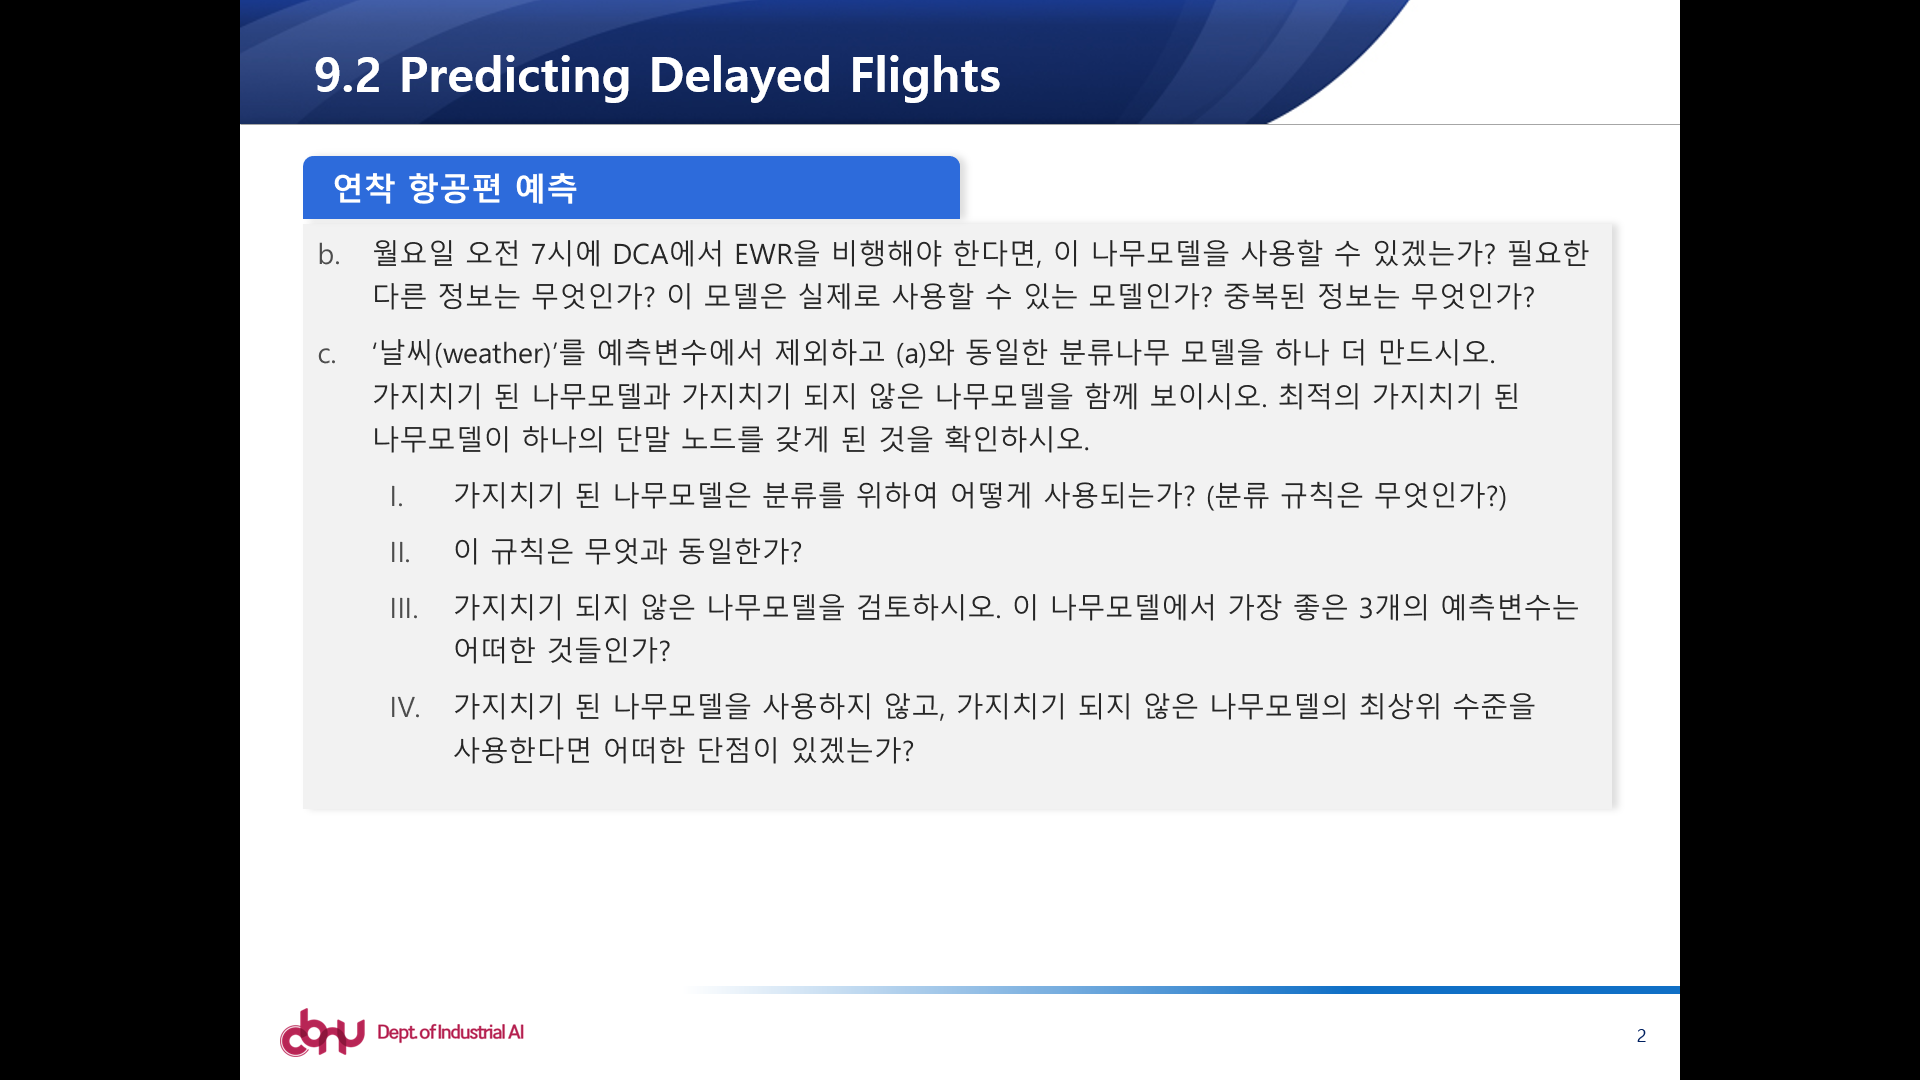 9.2 Predicting Delayed Flights
연착 항공편 예측
b. 월요일 오전 7시에 DCA에서 EWR을 비행해야 한다면, 이 나무모델을 사용할 수 있겠는가? 필요한
다른 정보는 무엇인가? 이 모델은 실제로 사용할 수 있는 모델인가? 중복된 정보는 무엇인가?
c. ‘날씨(weather)’를 예측변수에서 제외하고 (a)와 동일한 분류나무 모델을 하나 더 만드시오.
가지치기 된 나무모델과 가지치기 되지 않은 나무모델을 함께 보이시오. 최적의 가지치기 된
나무모델이 하나의 단말 노드를 갖게 된 것을 확인하시오.
I. 가지치기 된 나무모델은 분류를 위하여 어떻게 사용되는가? (분류 규칙은 무엇인가?)
II. 이 규칙은 무엇과 동일한가?
III. 가지치기 되지 않은 나무모델을 검토하시오. 이 나무모델에서 가장 좋은 3개의 예측변수는
어떠한 것들인가?
IV. 가지치기 된 나무모델을 사용하지 않고, 가지치기 되지 않은 나무모델의 최상위 수준을
사용한다면 어떠한 단점이 있겠는가?
cbnu Dept. of Industrial AI
2